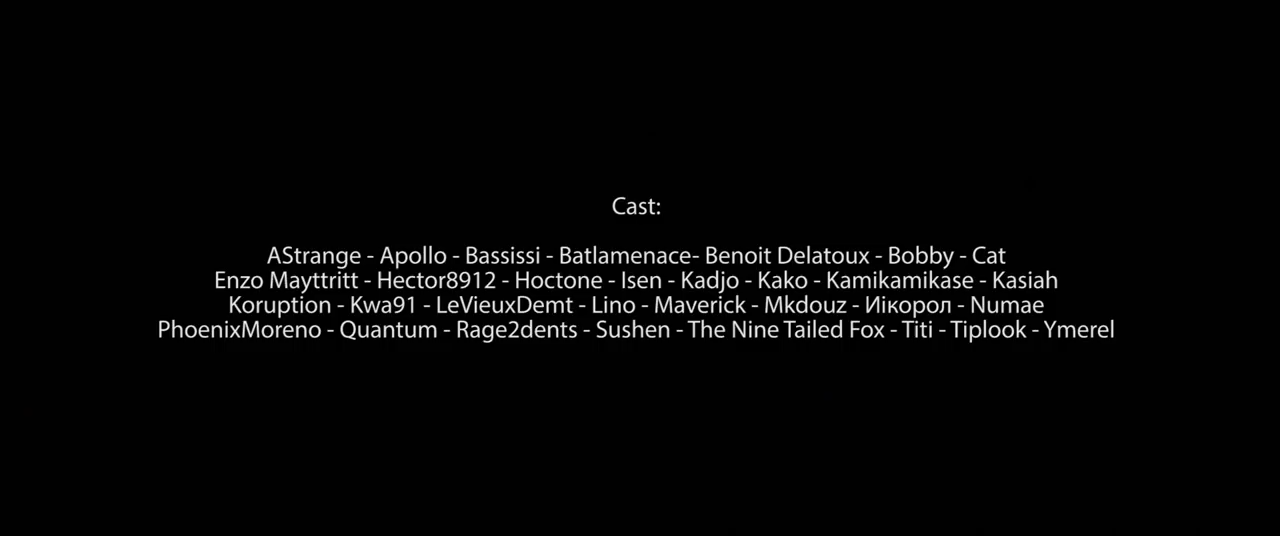 Cast:
AStrange - Apollo - Bassissi - Batlamenace- Benoit Delatoux - Bobby - Cat
Enzo Mayttritt - Hector8912 - Hoctone - Isen - Kadjo - Kako - Kamikamikase - Kasiah
Koruption - Kwa91 - LeVieuxDemt - Lino - Maverick - Mkdouz - Иікорол - Numae
PhoenixMoreno - Quantum - Rage2dents - Sushen - The Nine Tailed Fox - Titi - Tiplook - Ymerel